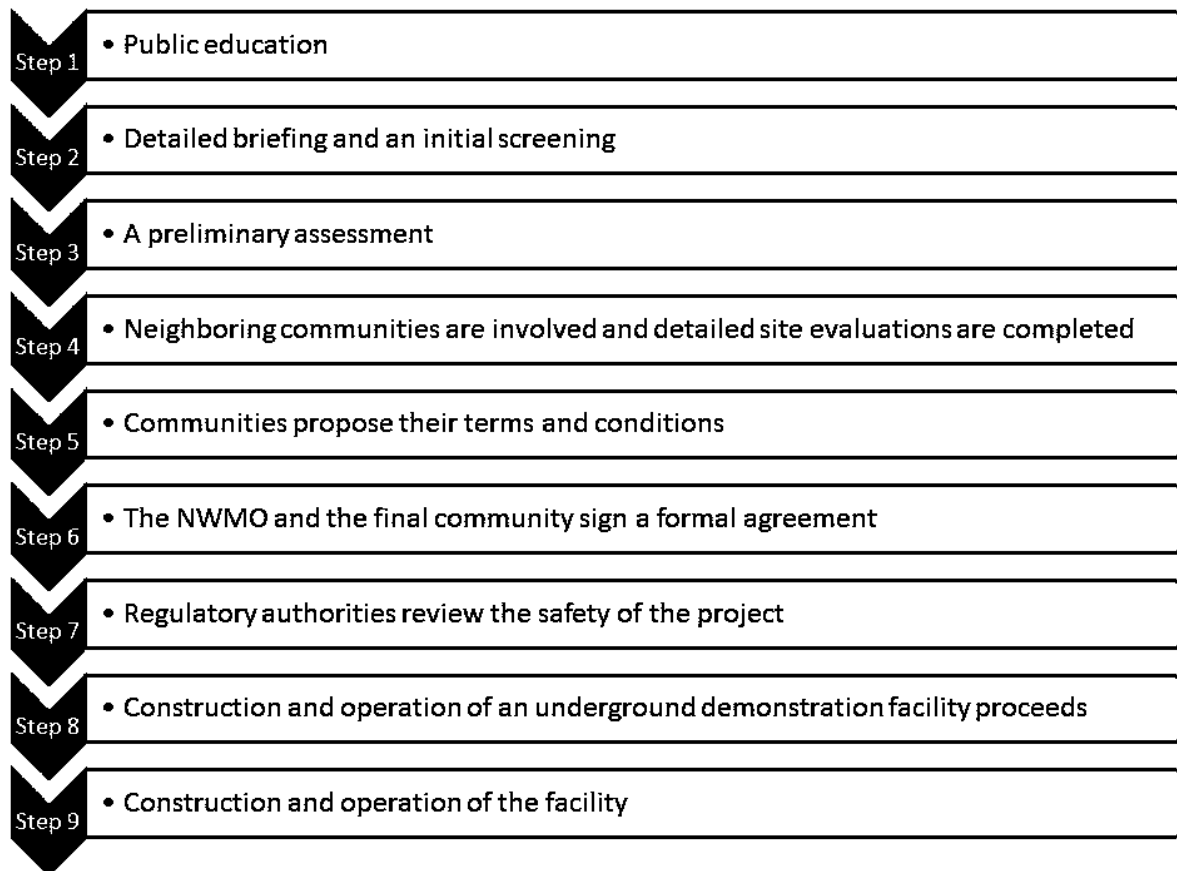 Step 1
• Public education
Step 2
• Detailed briefing and an initial screening
Step 3
• A preliminary assessment
Step 4
• Neighboring communities are involved and detailed site evaluations are completed
Step 5
• Communities propose their terms and conditions
Step 6
• The NWMO and the final community sign a formal agreement
Step 7
• Regulatory authorities review the safety of the project
Step 8
• Construction and operation of an underground demonstration facility proceeds
Step 9
• Construction and operation of the facility